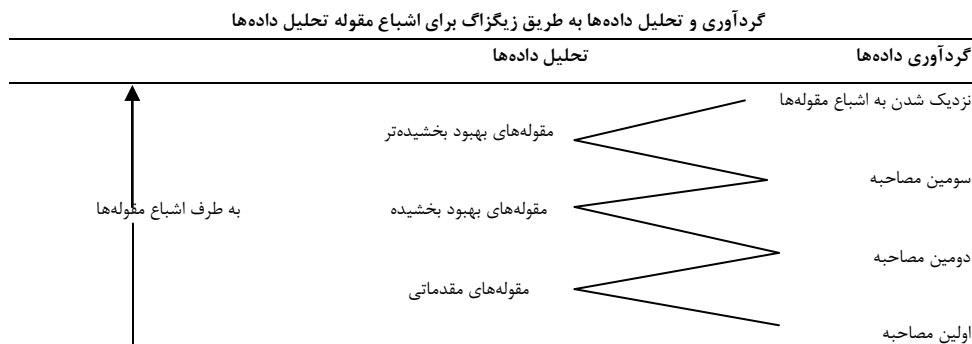 گردآوری و تحلیل داده‌ها به طریق زیگزاگ برای اشباع مقوله تحلیل داده‌ها
گردآوری داده‌ها
تحلیل داده‌ها
نزدیک شدن به اشباع مقوله‌ها
مقوله‌های بهبود بخشیده‌تر
سومین مصاحبه
مقوله‌های بهبود بخشیده
به طرف اشباع مقوله‌ها
دومین مصاحبه
مقوله‌های مقدماتی
اولین مصاحبه